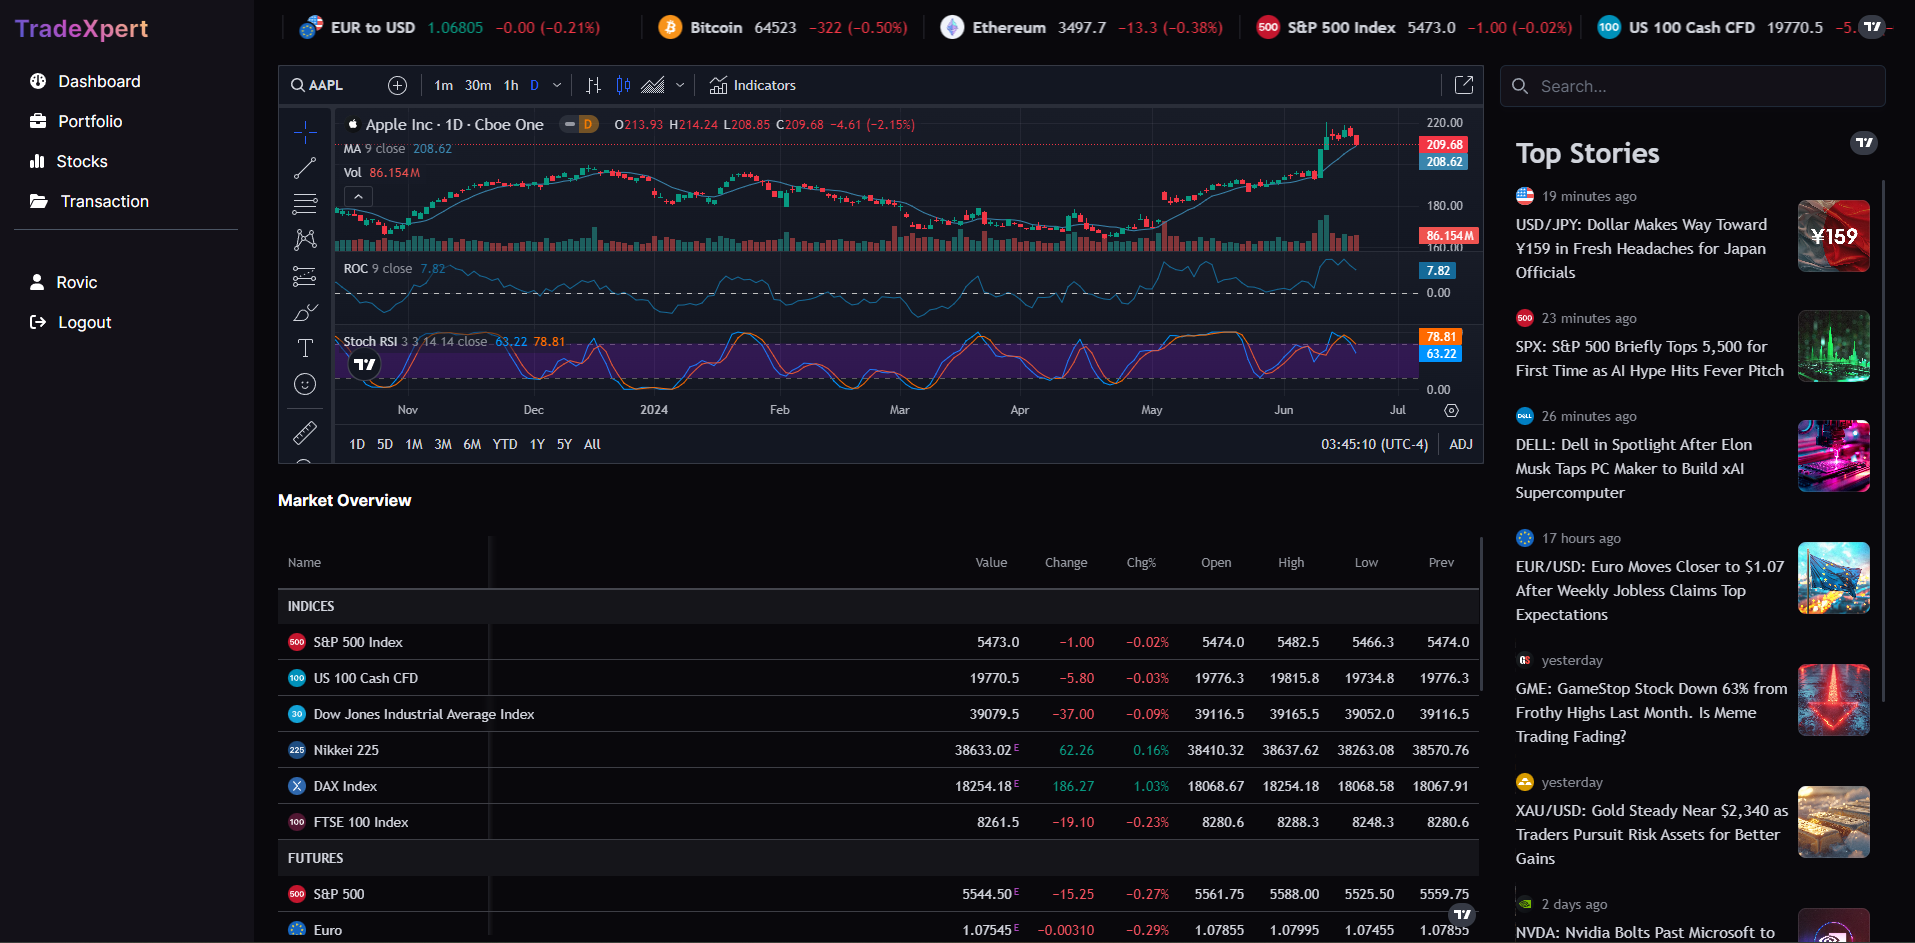 TradeXpert
Dashboard
Portfolio
Stocks
Transaction
Rovic
Logout
EUR to USD 1.06805 −0.00 (−0.21%)
Bitcoin 64523 −322 (−0.50%)
Ethereum 3497.7 −13.3 (−0.38%)
500 S&P 500 Index 5473.0 −1.00 (−0.02%)
100 US 100 Cash CFD 19770.5 −5.
AAPL 1m 30m 1h D Indicators
Apple Inc · 1D · Cboe One D O213.93 H214.24 L208.85 C209.68 −4.61 (−2.15%)
MA 9 close 208.62
Vol 86.154M
220.00
209.68
208.62
180.00
86.154M
160.00
ROC 9 close 7.82
7.82
0.00
Stoch RSI 3 3 14 14 close 63.22 78.81
78.81
63.22
0.00
Nov Dec 2024 Feb Mar Apr May Jun Jul
1D 5D 1M 3M 6M YTD 1Y 5Y All
03:45:10 (UTC-4) ADJ
Market Overview
Name Value Change Chg% Open High Low Prev
INDICES
500 S&P 500 Index 5473.0 −1.00 −0.02% 5474.0 5482.5 5466.3 5474.0
100 US 100 Cash CFD 19770.5 −5.80 −0.03% 19776.3 19815.8 19734.8 19776.3
30 Dow Jones Industrial Average Index 39079.5 −37.00 −0.09% 39116.5 39165.5 39052.0 39116.5
225 Nikkei 225 38633.02 E 62.26 0.16% 38410.32 38637.62 38263.08 38570.76
X DAX Index 18254.18 E 186.27 1.03% 18068.67 18254.18 18068.58 18067.91
100 FTSE 100 Index 8261.5 −19.10 −0.23% 8280.6 8288.3 8248.3 8280.6
FUTURES
500 S&P 500 5544.50 E −15.25 −0.27% 5561.75 5588.00 5525.50 5559.75
Euro 1.07545 E −0.00310 −0.29% 1.07855 1.07995 1.07455 1.07855
Search...
Top Stories
19 minutes ago
USD/JPY: Dollar Makes Way Toward
¥159 in Fresh Headaches for Japan
Officials
¥159
500 23 minutes ago
SPX: S&P 500 Briefly Tops 5,500 for
First Time as AI Hype Hits Fever Pitch
DELL 26 minutes ago
DELL: Dell in Spotlight After Elon
Musk Taps PC Maker to Build xAI
Supercomputer
17 hours ago
EUR/USD: Euro Moves Closer to $1.07
After Weekly Jobless Claims Top
Expectations
GS yesterday
GME: GameStop Stock Down 63% from
Frothy Highs Last Month. Is Meme
Trading Fading?
yesterday
XAU/USD: Gold Steady Near $2,340 as
Traders Pursuit Risk Assets for Better
Gains
2 days ago
NVDA: Nvidia Bolts Past Microsoft to